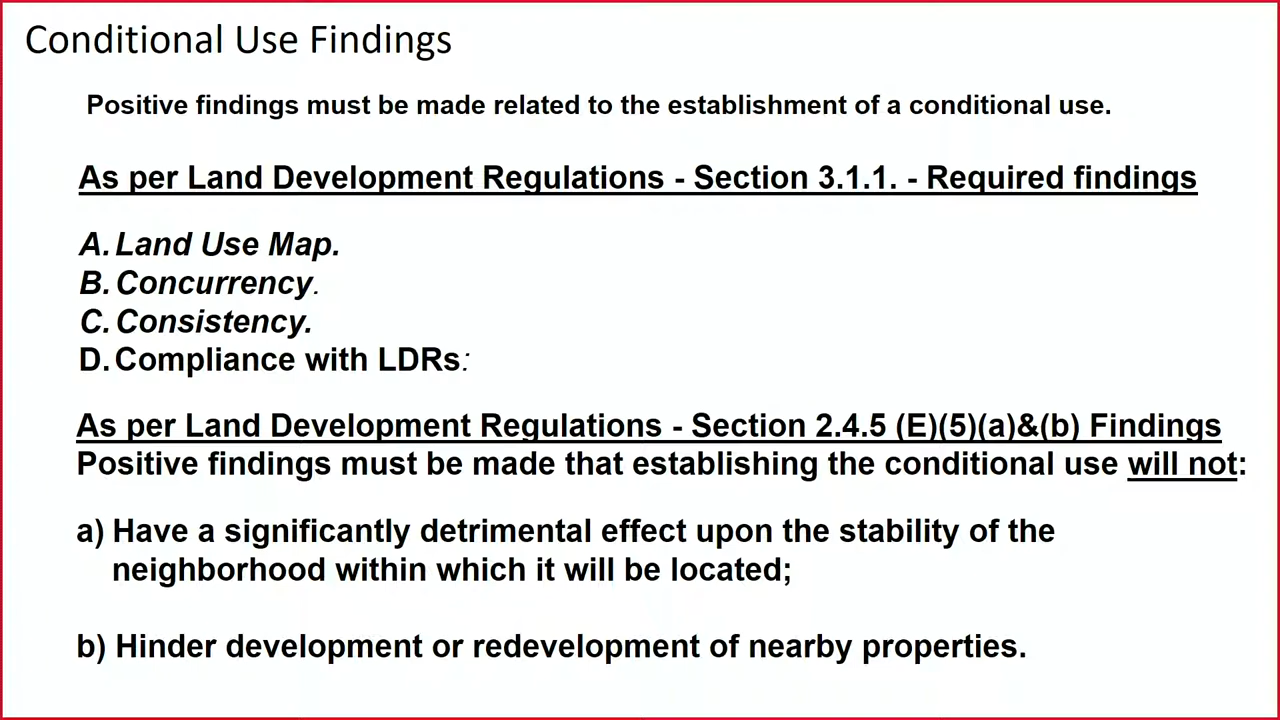 Conditional Use Findings
Positive findings must be made related to the establishment of a conditional use.
As per Land Development Regulations - Section 3.1.1. - Required findings
A. Land Use Map.
B. Concurrency.
C. Consistency.
D. Compliance with LDRs:
As per Land Development Regulations - Section 2.4.5 (E)(5)(a)&(b) Findings
Positive findings must be made that establishing the conditional use will not:
a) Have a significantly detrimental effect upon the stability of the
neighborhood within which it will be located;
b) Hinder development or redevelopment of nearby properties.